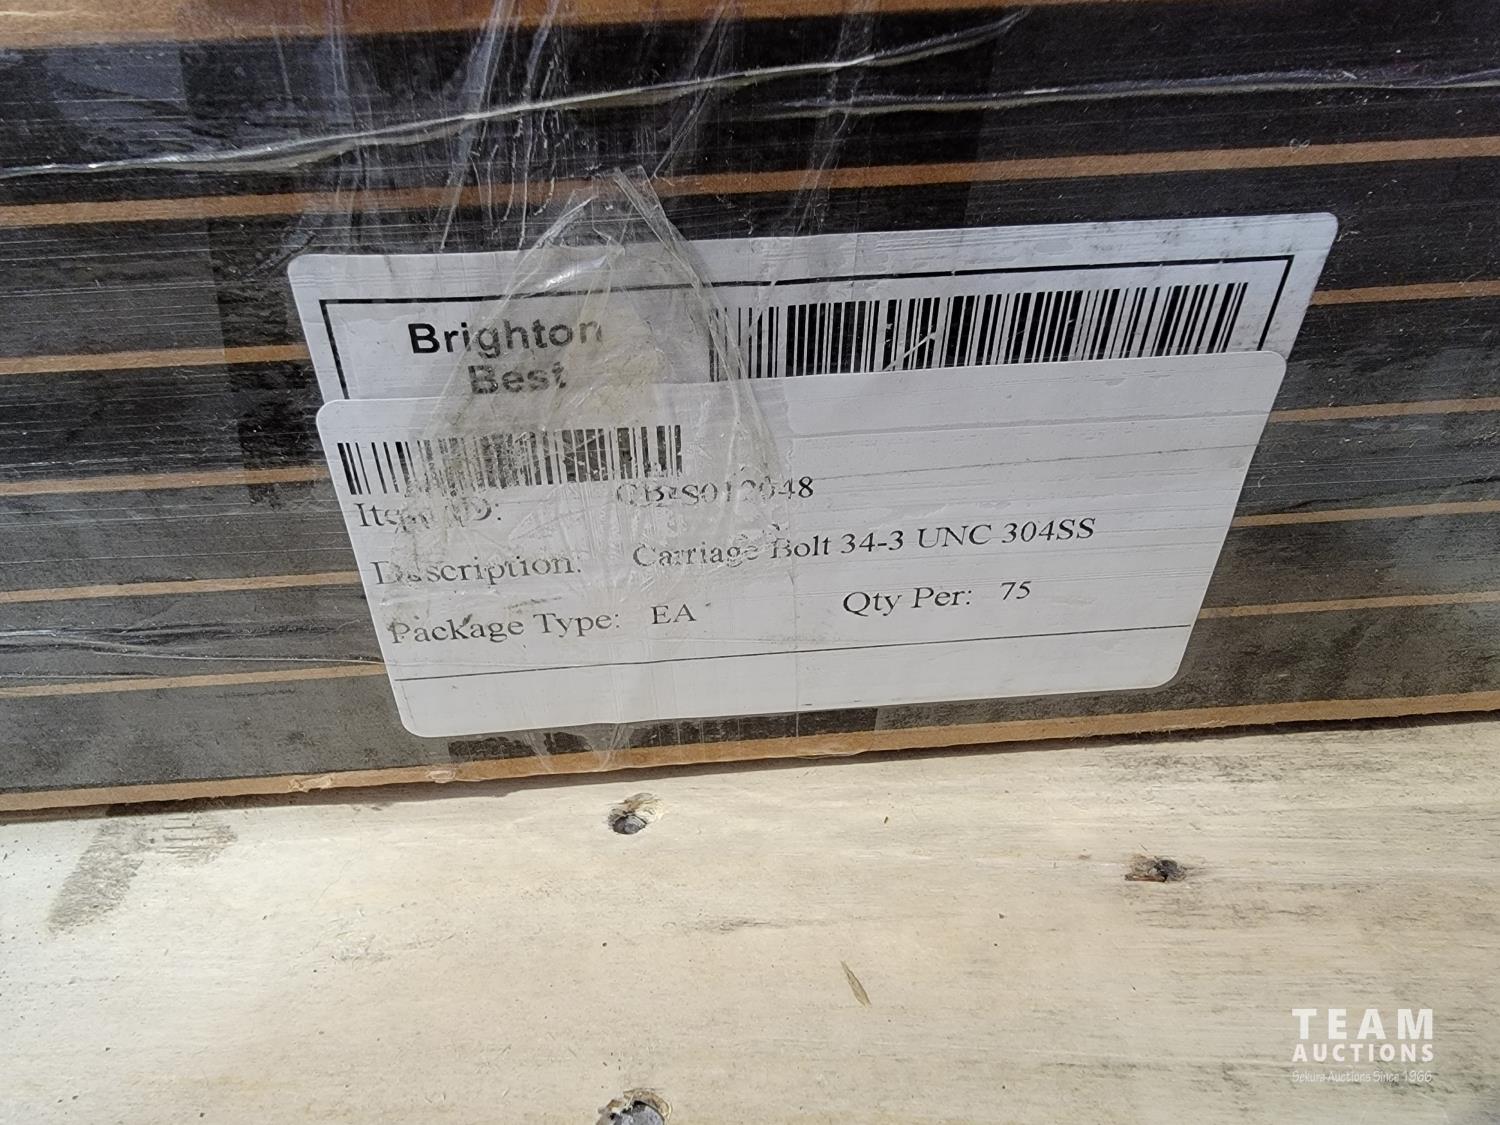 Brighton
Best
Item ID:
Description: Carriage Bolt 34-3 UNC 304SS
Package Type: EA Qty Per: 75
TEAM
AUCTIONS
Sekura Auctions Since 1966